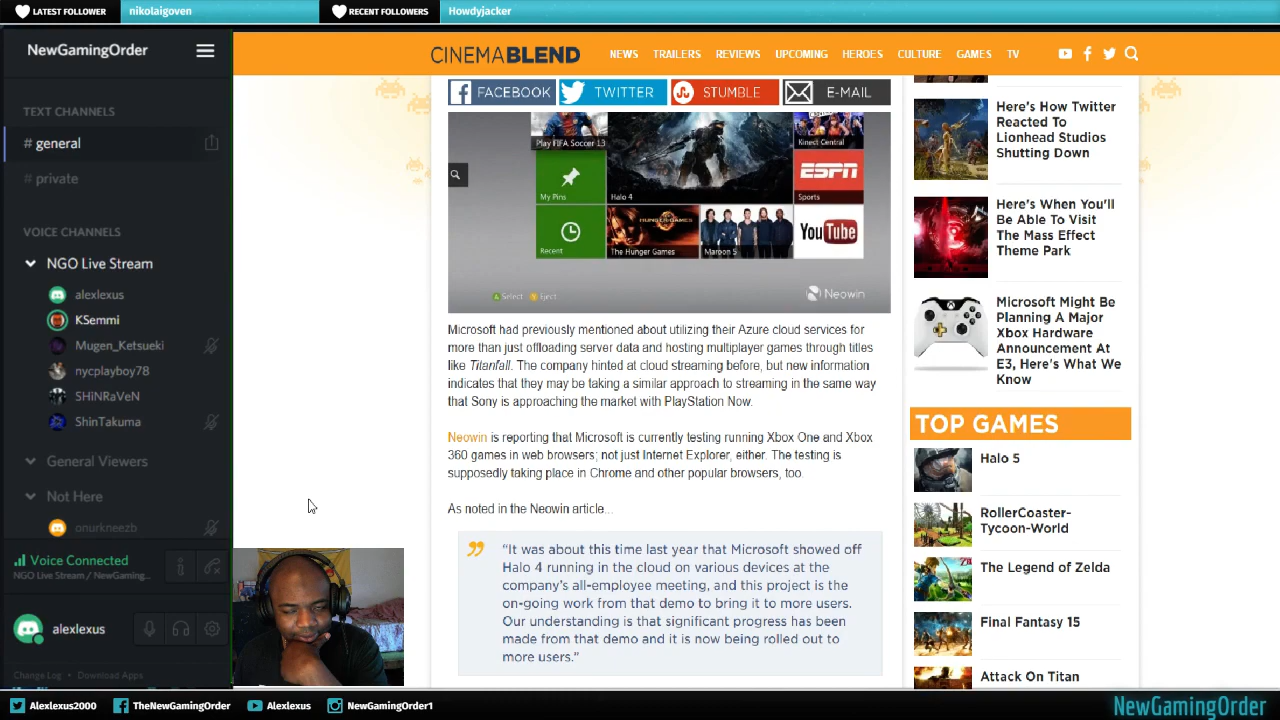 LATEST FOLLOWER
nikolaigoven
RECENT FOLLOWERS
Howdyjacker
NewGamingOrder
TEXT CHANNELS
# general
# private
VOICE CHANNELS
NGO Live Stream
alexlexus
KSemmi
Mugen_Ketsueki
nycplayboy78
SHiNRaVeN
ShinTakuma
General Viewers
Not Here
onurkneezb
Voice Connected
NGO Live Stream / NewGaming...
alexlexus
Change Log • Download Apps
CINEMABLEND
NEWS
TRAILERS
REVIEWS
UPCOMING
HEROES
CULTURE
GAMES
TV
FACEBOOK
TWITTER
STUMBLE
E-MAIL
Play FIFA Soccer 13
Kinect Central
My Pins
Halo 4
ESPN
Sports
Recent
THE HUNGER GAMES
The Hunger Games
Maroon 5
YouTube
Select
Eject
Neowin
Microsoft had previously mentioned about utilizing their Azure cloud services for
more than just offloading server data and hosting multiplayer games through titles
like Titanfall. The company hinted at cloud streaming before, but new information
indicates that they may be taking a similar approach to streaming in the same way
that Sony is approaching the market with PlayStation Now.
Neowin is reporting that Microsoft is currently testing running Xbox One and Xbox
360 games in web browsers; not just Internet Explorer, either. The testing is
supposedly taking place in Chrome and other popular browsers, too.
As noted in the Neowin article...
“It was about this time last year that Microsoft showed off
Halo 4 running in the cloud on various devices at the
company’s all-employee meeting, and this project is the
on-going work from that demo to bring it to more users.
Our understanding is that significant progress has been
made from that demo and it is now being rolled out to
more users.”
Here's How Twitter
Reacted To
Lionhead Studios
Shutting Down
Here's When You'll
Be Able To Visit
The Mass Effect
Theme Park
Microsoft Might Be
Planning A Major
Xbox Hardware
Announcement At
E3, Here's What We
Know
TOP GAMES
Halo 5
RollerCoaster-
Tycoon-World
The Legend of Zelda
Final Fantasy 15
Attack On Titan
Alexlexus2000
TheNewGamingOrder
Alexlexus
NewGamingOrder1
NewGamingOrder